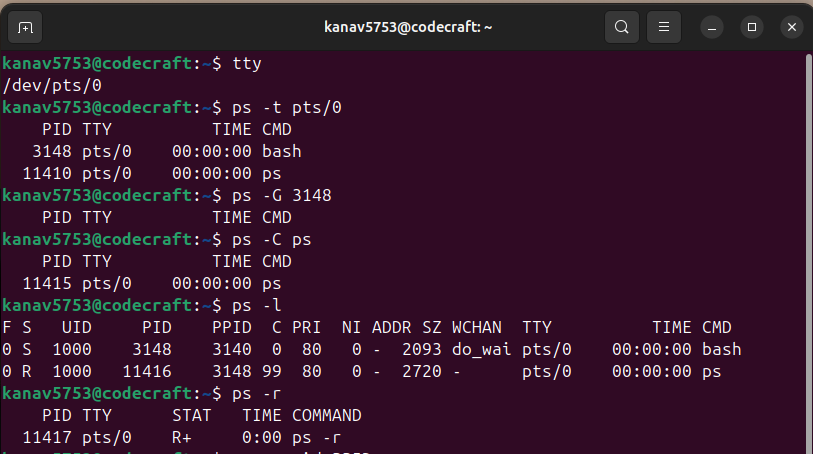 kanav5753@codecraft: ~
kanav5753@codecraft:~$ tty
/dev/pts/0
kanav5753@codecraft:~$ ps -t pts/0
    PID TTY          TIME CMD
   3148 pts/0    00:00:00 bash
  11410 pts/0    00:00:00 ps
kanav5753@codecraft:~$ ps -G 3148
    PID TTY          TIME CMD
kanav5753@codecraft:~$ ps -C ps
    PID TTY          TIME CMD
  11415 pts/0    00:00:00 ps
kanav5753@codecraft:~$ ps -l
F S   UID     PID    PPID  C PRI  NI ADDR SZ WCHAN  TTY          TIME CMD
0 S  1000    3148    3140  0  80   0 -  2093 do_wai pts/0    00:00:00 bash
0 R  1000   11416    3148 99  80   0 -  2720 -      pts/0    00:00:00 ps
kanav5753@codecraft:~$ ps -r
    PID TTY      STAT   TIME COMMAND
  11417 pts/0    R+     0:00 ps -r